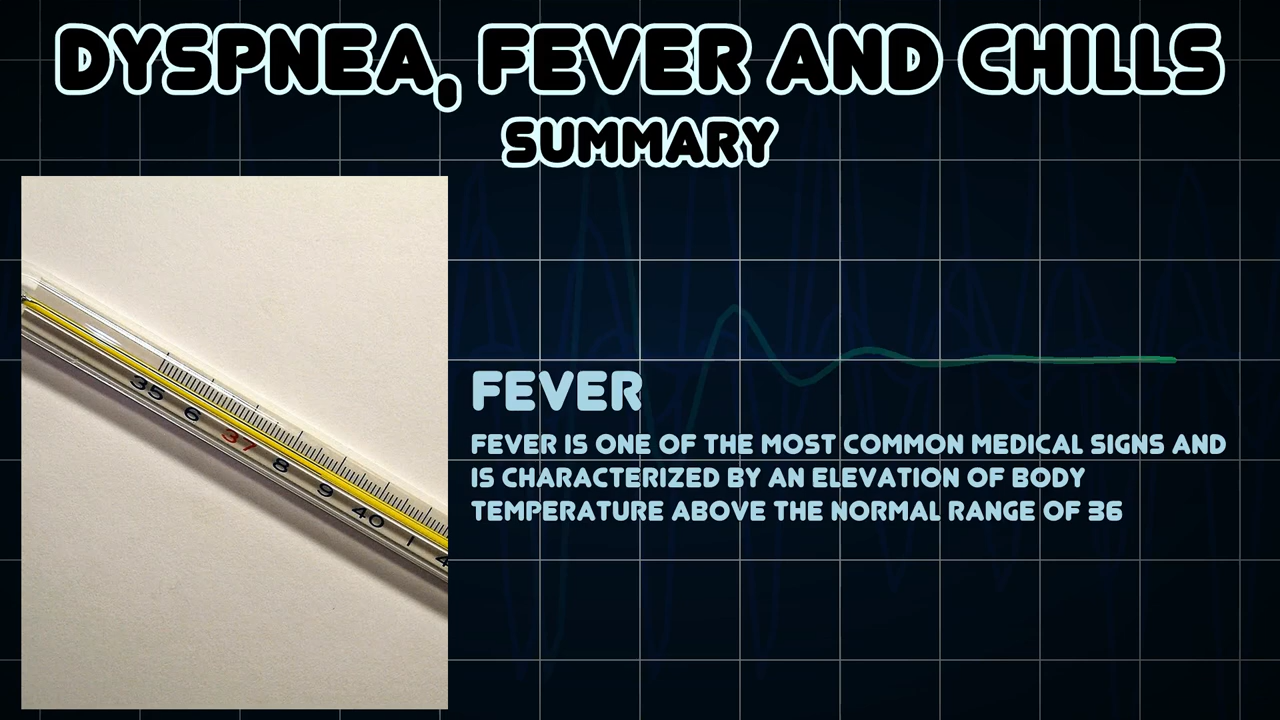 DYSPNEA, FEVER AND CHILLS
SUMMARY
35 6 37 8 9 40 1 4
FEVER
FEVER IS ONE OF THE MOST COMMON MEDICAL SIGNS AND
IS CHARACTERIZED BY AN ELEVATION OF BODY
TEMPERATURE ABOVE THE NORMAL RANGE OF 36